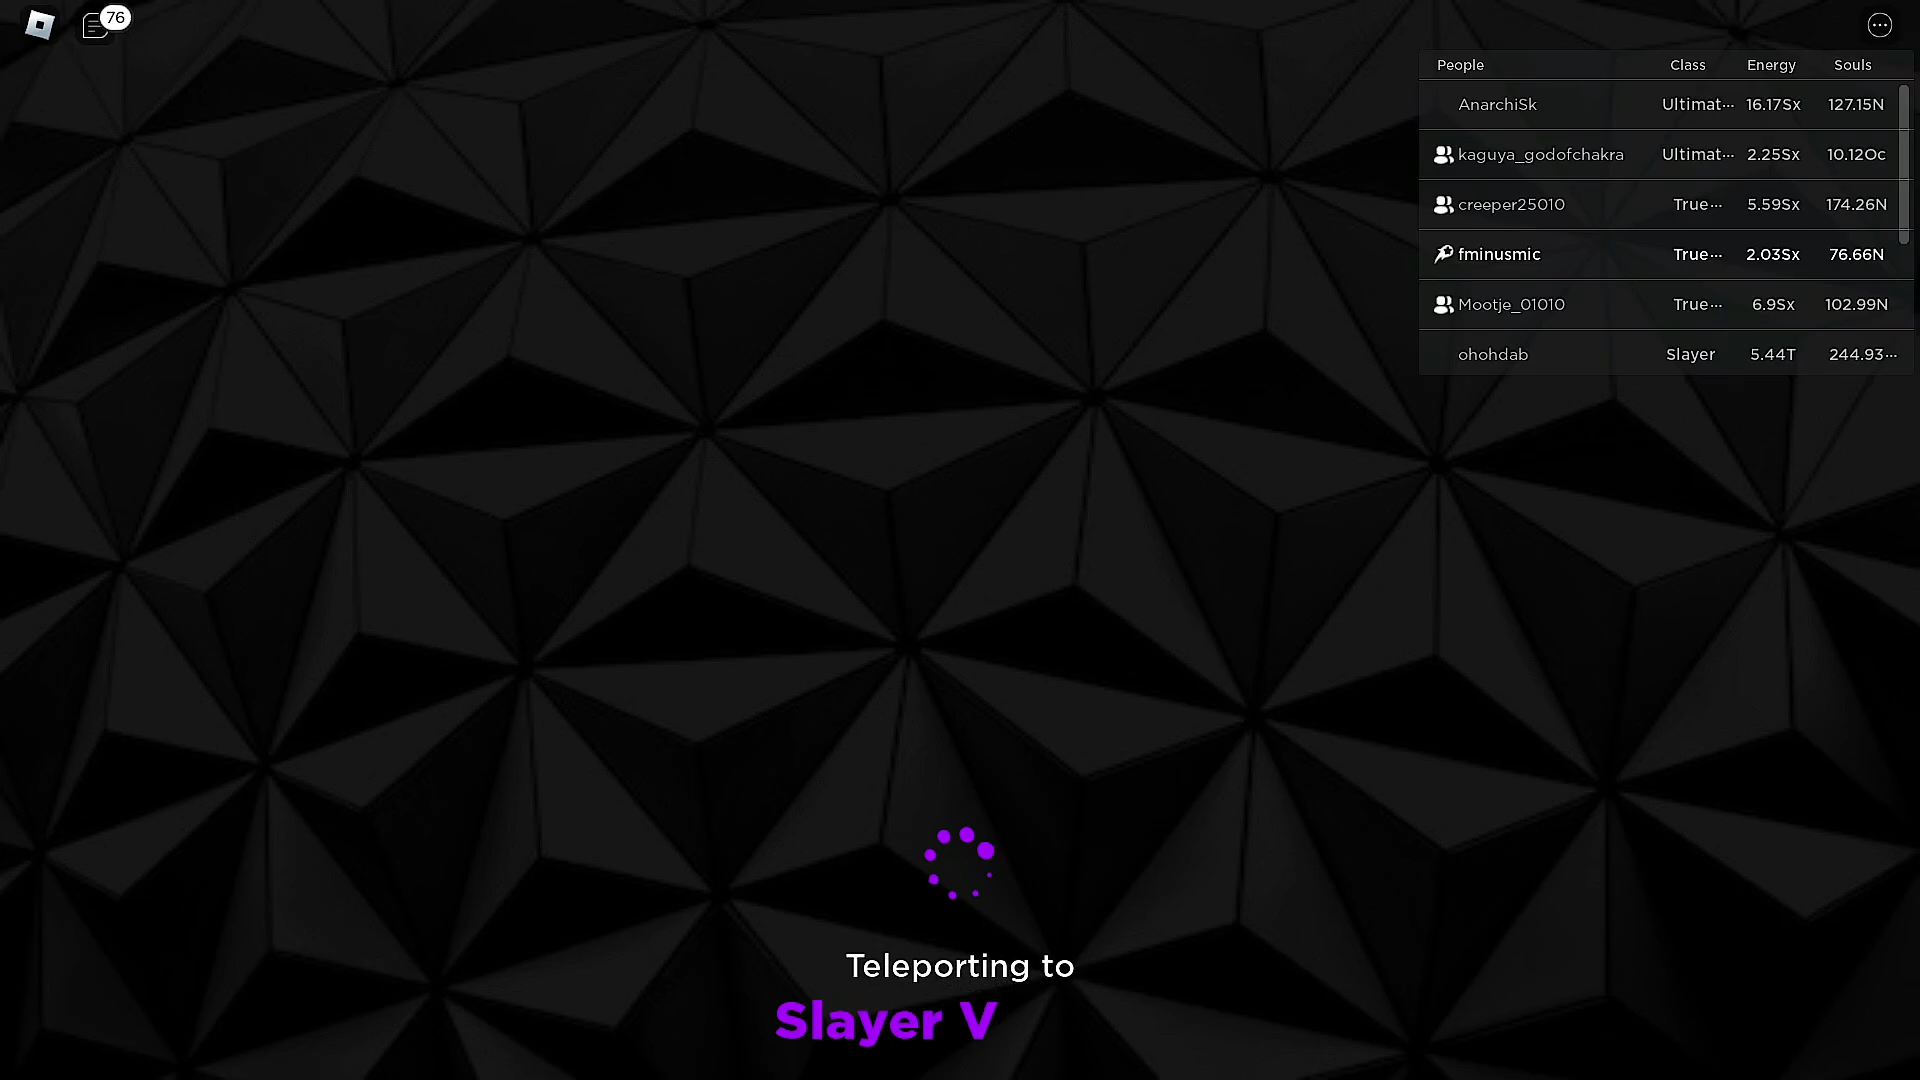 76
People Class Energy Souls
AnarchiSk Ultimat... 16.17Sx 127.15N
kaguya_godofchakra Ultimat... 2.25Sx 10.12Oc
creeper25010 True... 5.59Sx 174.26N
fminusmic True... 2.03Sx 76.66N
Mootje_01010 True... 6.9Sx 102.99N
ohohdab Slayer 5.44T 244.93...
Teleporting to
Slayer V